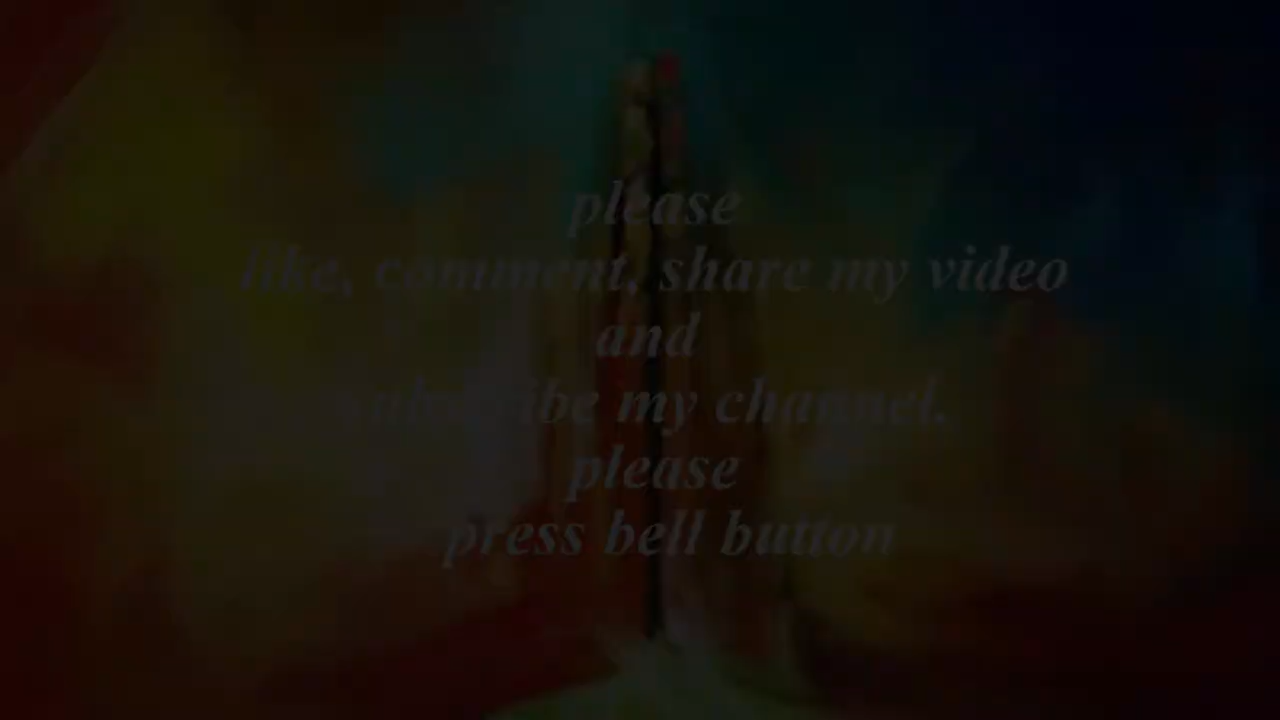 please
like, comment, share my video
and
subscribe my channel.
please
press bell button